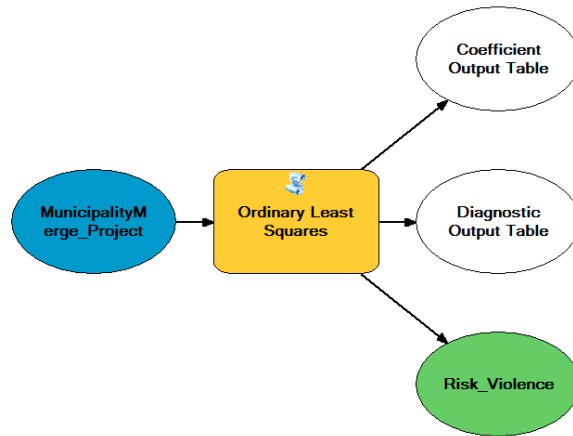 Coefficient
Output Table
MunicipalityM
erge_Project
Ordinary Least
Squares
Diagnostic
Output Table
Risk_Violence